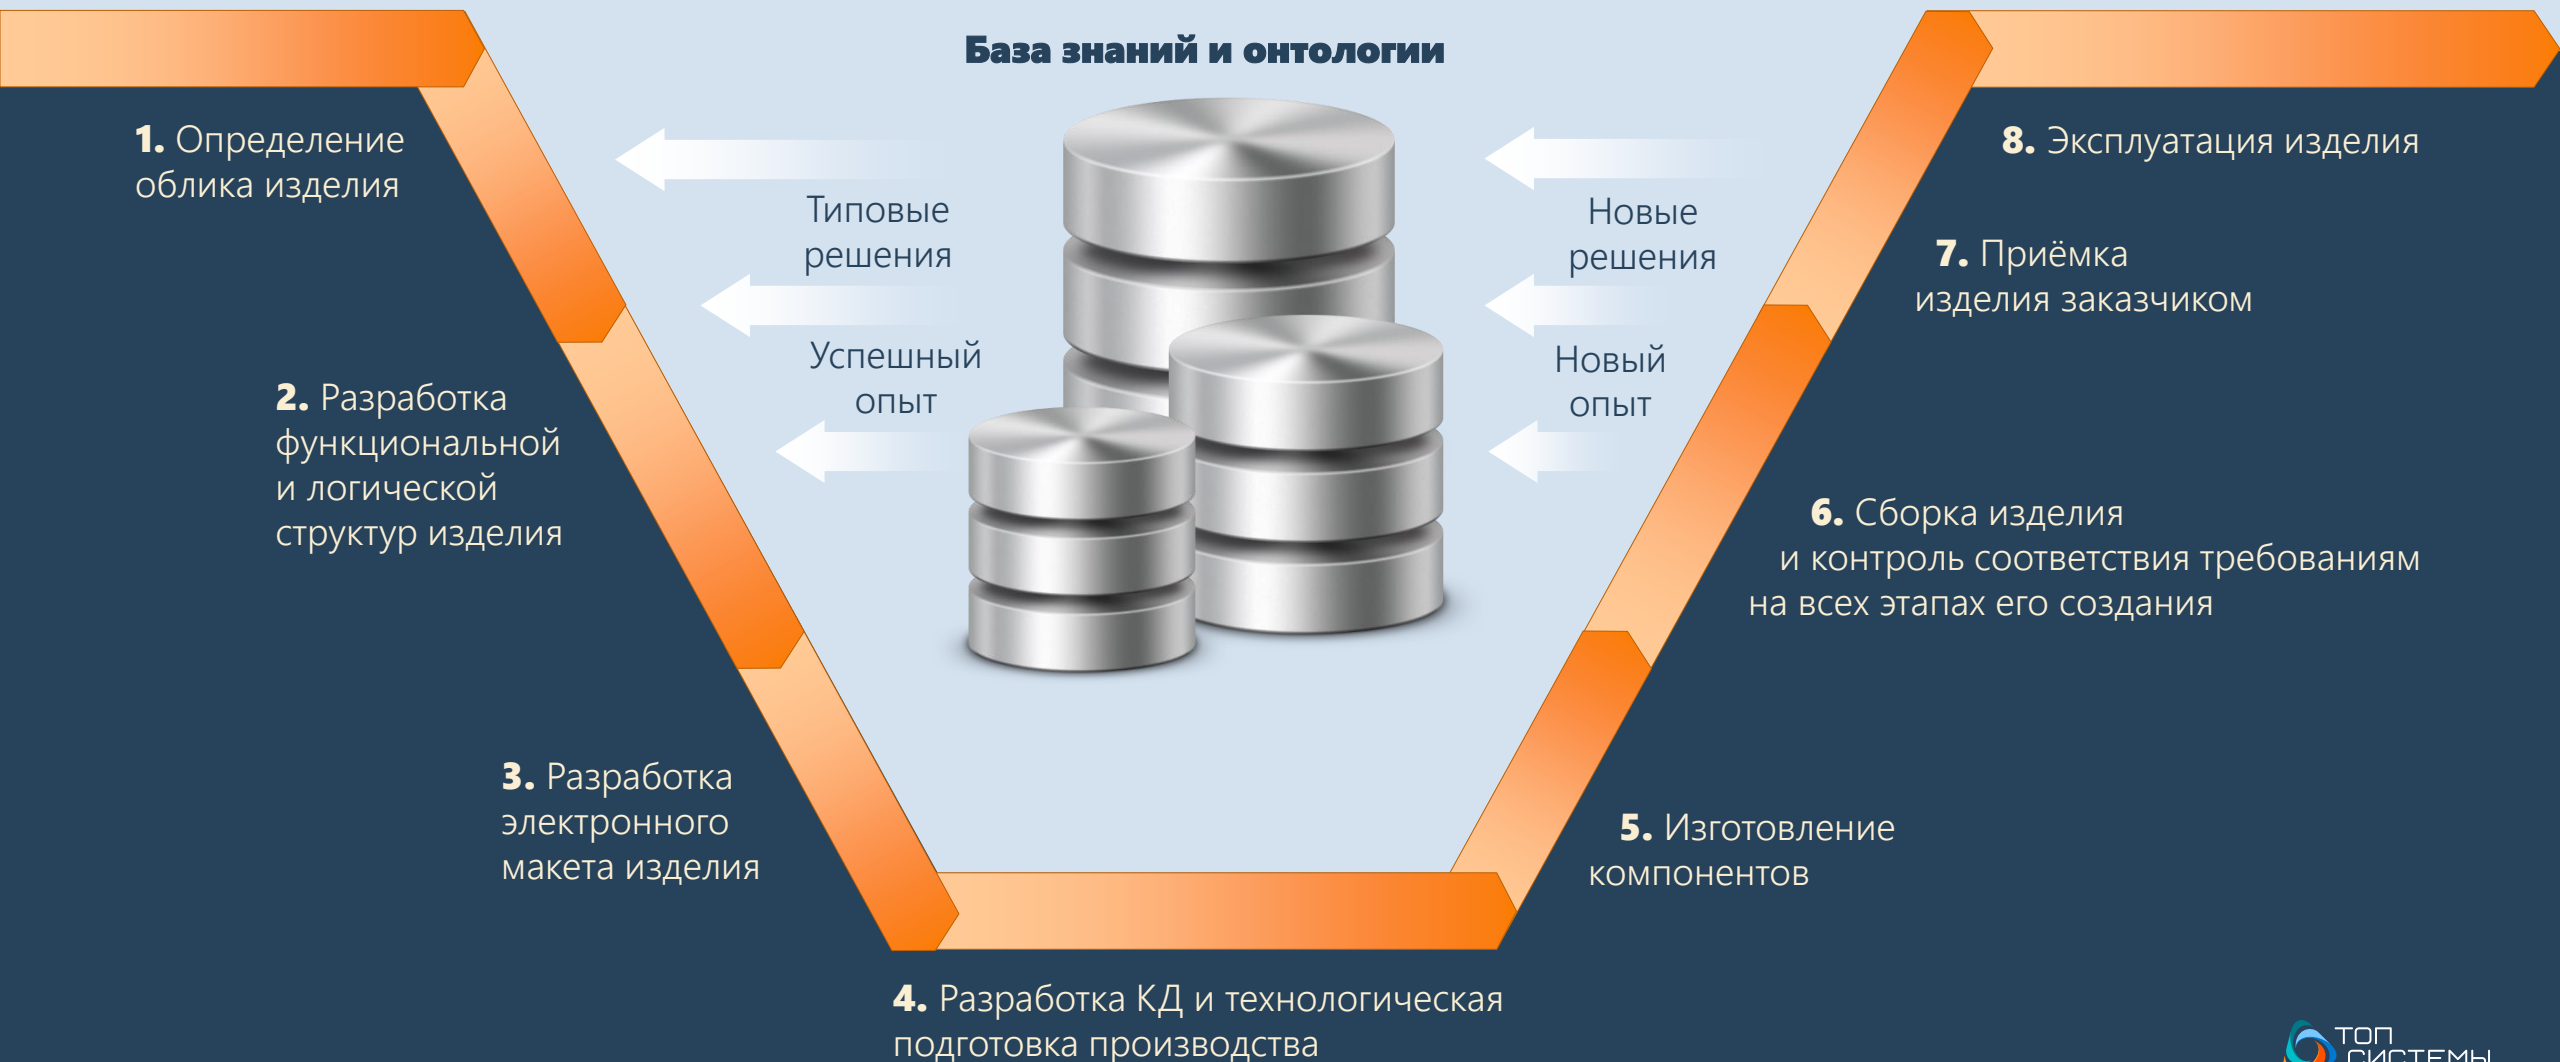 База знаний и онтологии
1. Определение
облика изделия
2. Разработка
функциональной
и логической
структур изделия
3. Разработка
электронного
макета изделия
4. Разработка КД и технологическая
подготовка производства
Типовые
решения
Успешный
опыт
Новые
решения
Новый
опыт
8. Эксплуатация изделия
7. Приёмка
изделия заказчиком
6. Сборка изделия
и контроль соответствия требованиям
на всех этапах его создания
5. Изготовление
компонентов
ТОП
СИСТЕМЫ